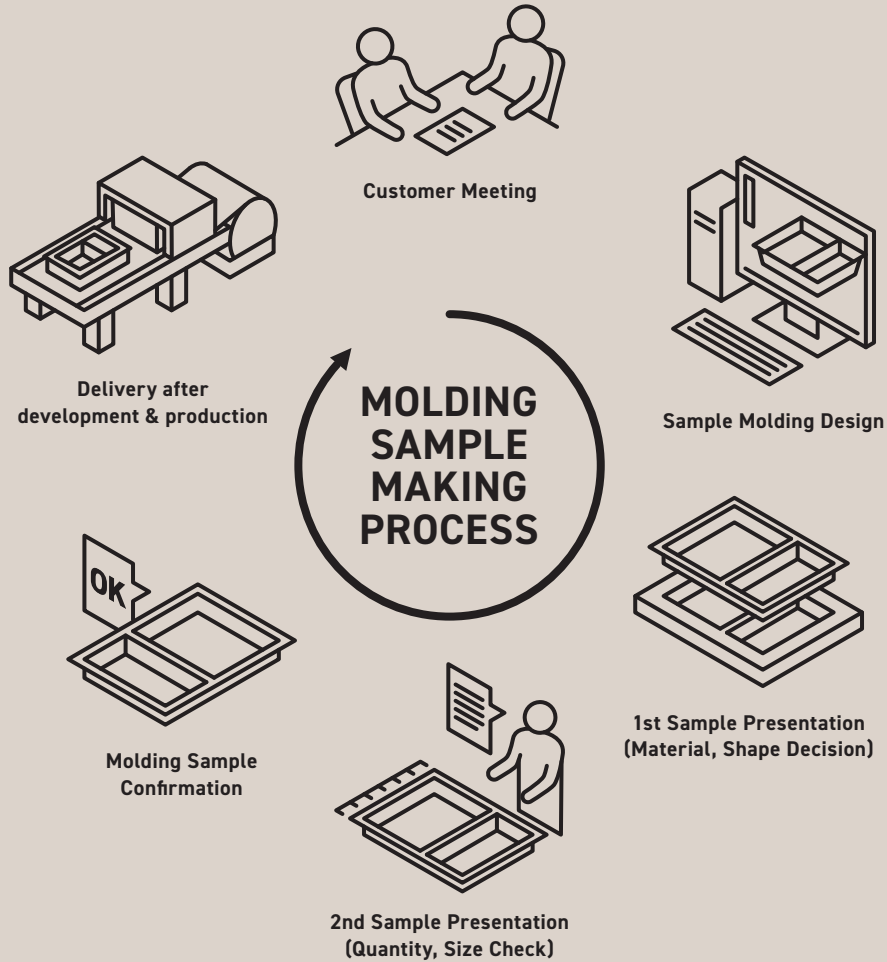 Customer Meeting
Sample Molding Design
1st Sample Presentation
(Material, Shape Decision)
2nd Sample Presentation
(Quantity, Size Check)
Molding Sample
Confirmation
OK
Delivery after
development & production
MOLDING
SAMPLE
MAKING
PROCESS